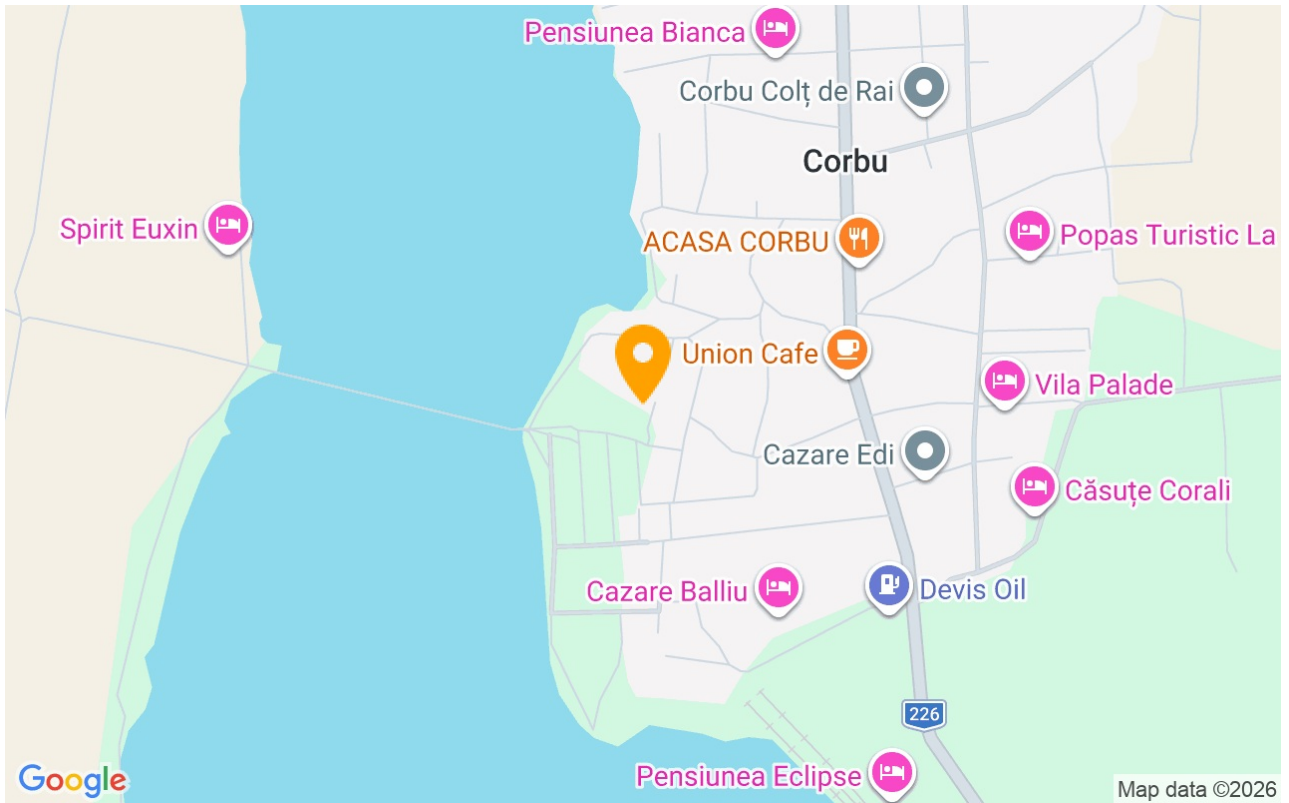 Pensiunea Bianca
Corbu Colț de Rai
Corbu
Spirit Euxin
ACASA CORBU
Popas Turistic La
Union Cafe
Vila Palade
Cazare Edi
Căsuțe Corali
Cazare Balliu
Devis Oil
226
Pensiunea Eclipse
Google
Map data ©2026